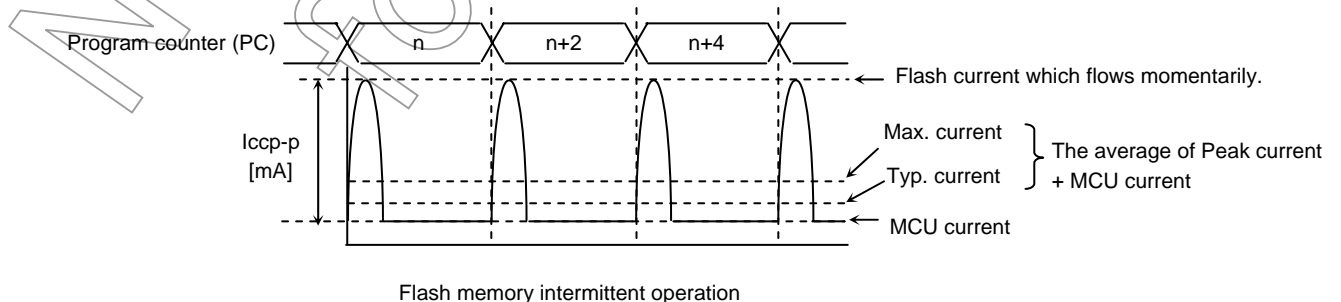 Program counter (PC)
n
n+2
n+4
Flash current which flows momentarily.
Iccp-p
[mA]
Max. current
Typ. current
The average of Peak current
+ MCU current
MCU current
Flash memory intermittent operation